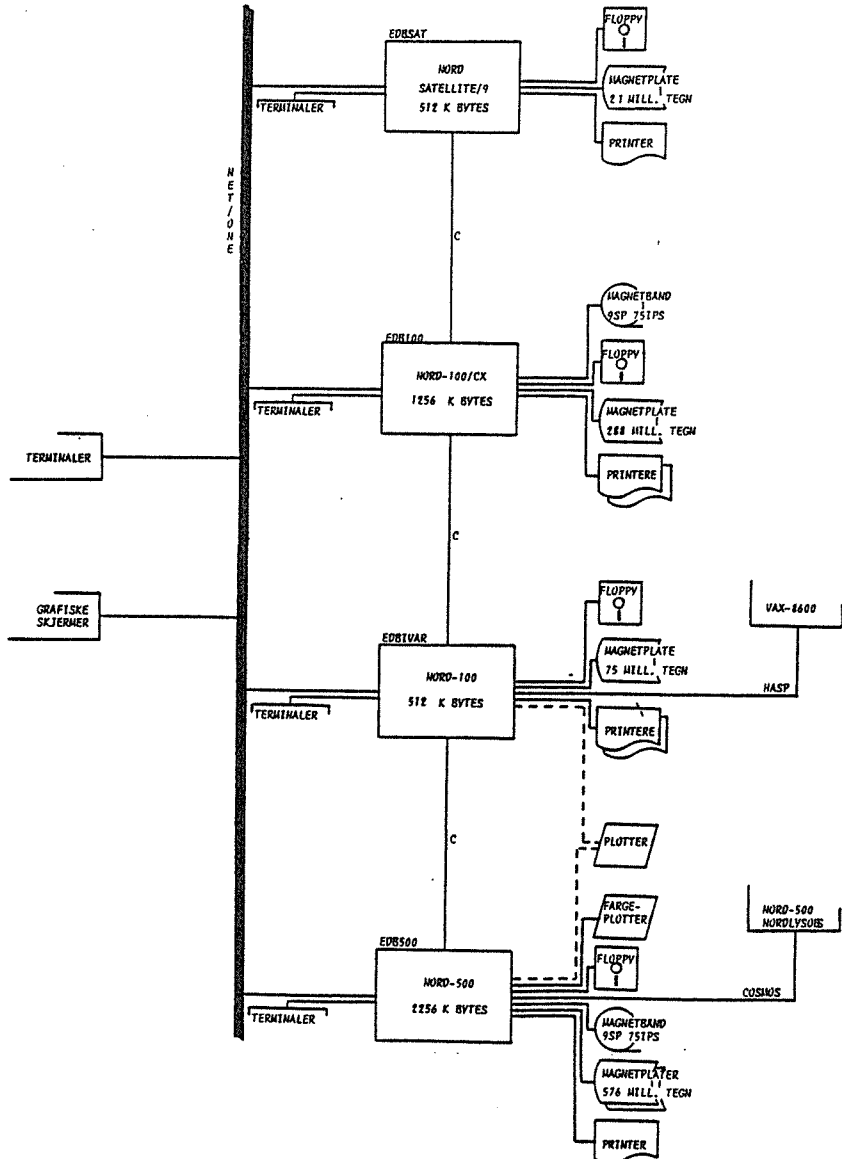 EDBSAT
NORD
SATELLITE/9
512 K BYTES
TERMINALER
FLOPPY
MAGNETPLATE
21 MILL. TEGN
PRINTER
NET/ONE
C
EDB100
NORD-100/CX
1256 K BYTES
TERMINALER
MAGNETBAND
9SP 75IPS
FLOPPY
MAGNETPLATE
288 MILL. TEGN
PRINTERE
TERMINALER
C
GRAFISKE
SKJERMER
EDBIVAR
NORD-100
512 K BYTES
TERMINALER
FLOPPY
MAGNETPLATE
75 MILL. TEGN
HASP
VAX-8600
PRINTERE
C
PLOTTER
FARGE-
PLOTTER
EDB500
NORD-500
2256 K BYTES
TERMINALER
FLOPPY
COSMOS
NORD-500
NORDLYSOBS
MAGNETBAND
9SP 75IPS
MAGNETPLATER
576 MILL. TEGN
PRINTER